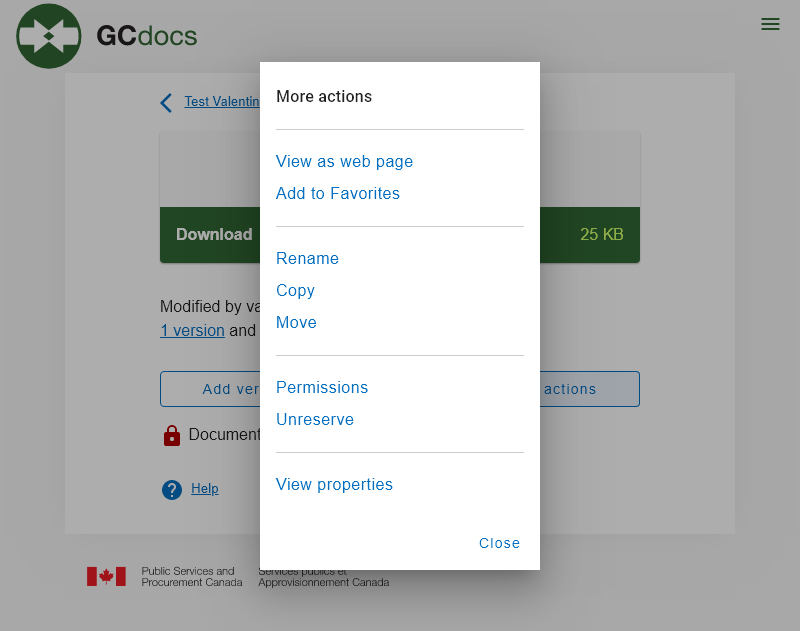 GCdocs
Test Valentin
More actions
View as web page
Add to Favorites
Download
25 KB
Rename
Copy
Move
Modified by va
1 version and
Permissions
Unreserve
Add ver
actions
Document
View properties
Help
Close
Public Services and
Procurement Canada
Services publics et
Approvisionnement Canada